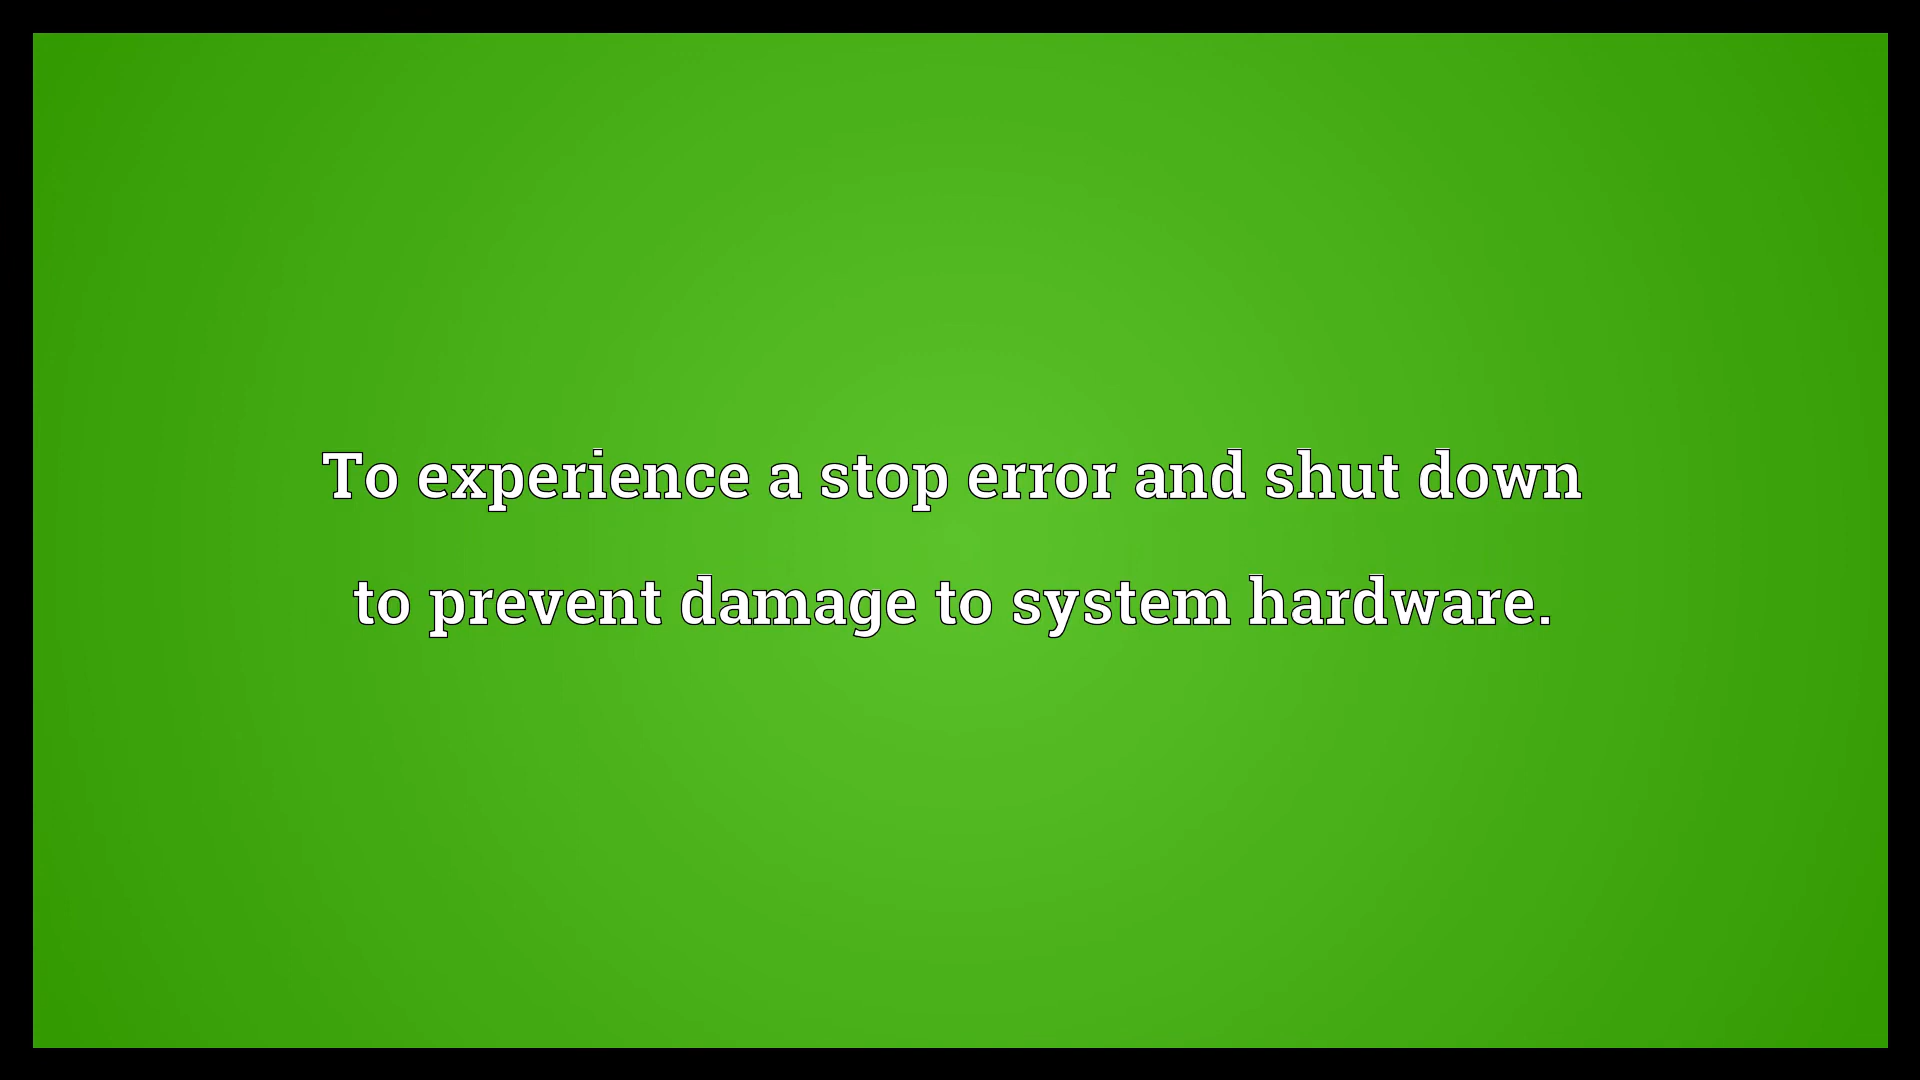 To experience a stop error and shut down
to prevent damage to system hardware.